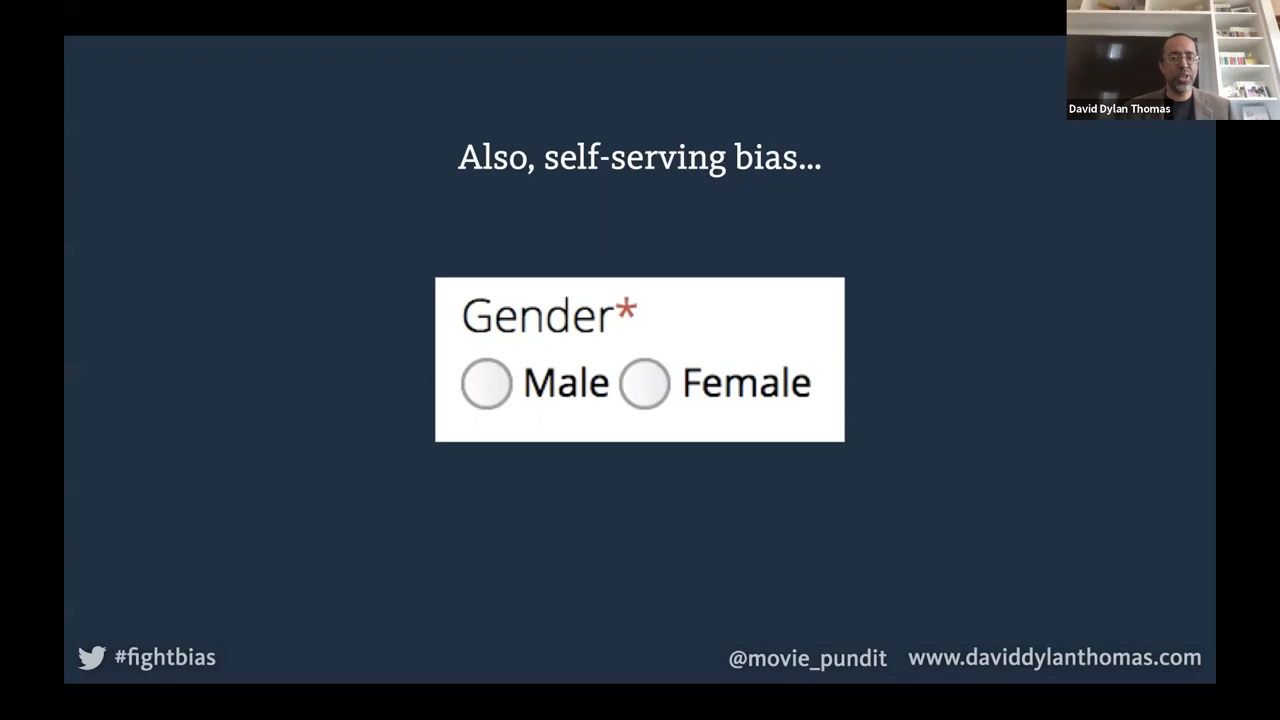 David Dylan Thomas
Also, self-serving bias...
Gender*
Male Female
#fightbias
@movie_pundit www.daviddylanthomas.com